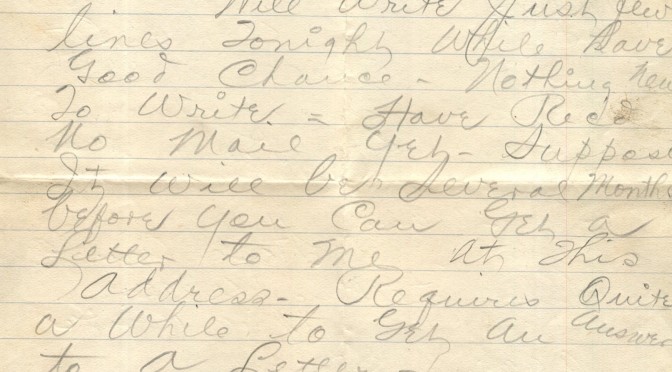 Will Write Just few
lines Tonight While have
Good Chance - Nothing new
To Write. = Have Recd
No Mail Yet - Suppose
It Will be Several Months
before you Can Get a
Letter to Me At This
Address - Requires Quite
a While to Get An Answer
to a Letter -